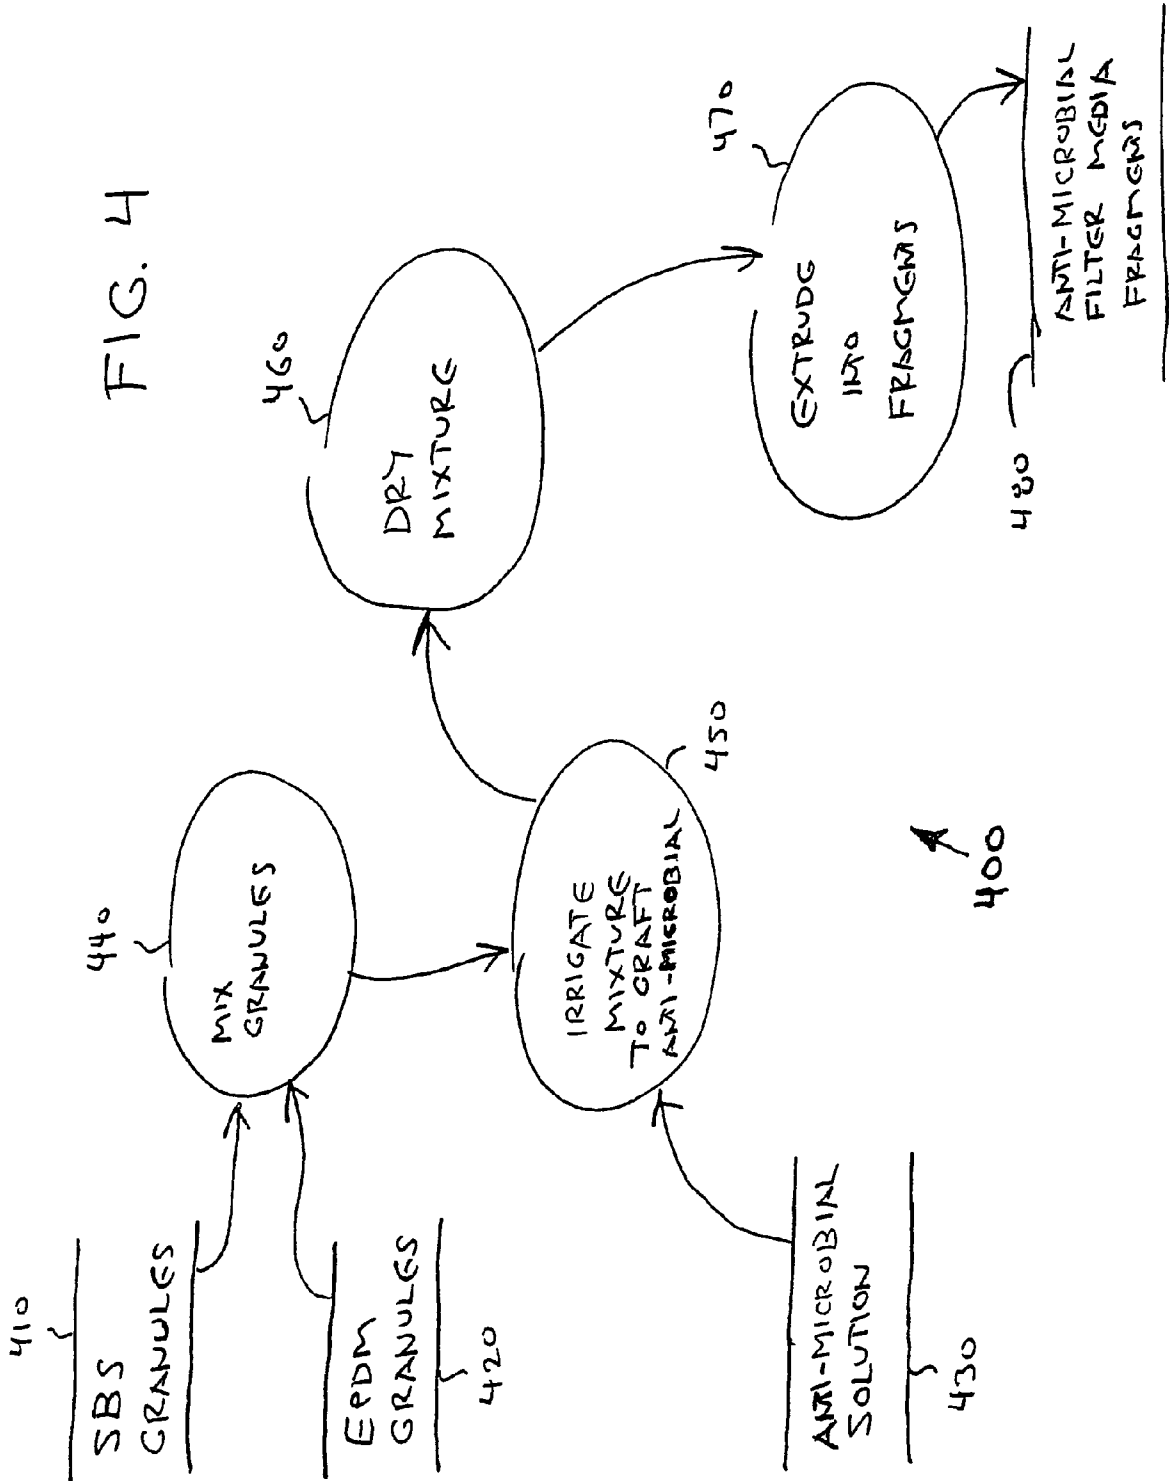 FIG. 4
410
SBS
GRANULES
EPDM
GRANULES
420
ANTI-MICROBIAL
SOLUTION
430
440
MIX
GRANULES
IRRIGATE
MIXTURE
TO GRAFT
ANTI-MICROBIAL
450
400
460
DRY
MIXTURE
470
EXTRUDE
INTO
FRAGMENTS
480
ANTI-MICROBIAL
FILTER MEDIA
FRAGMENTS